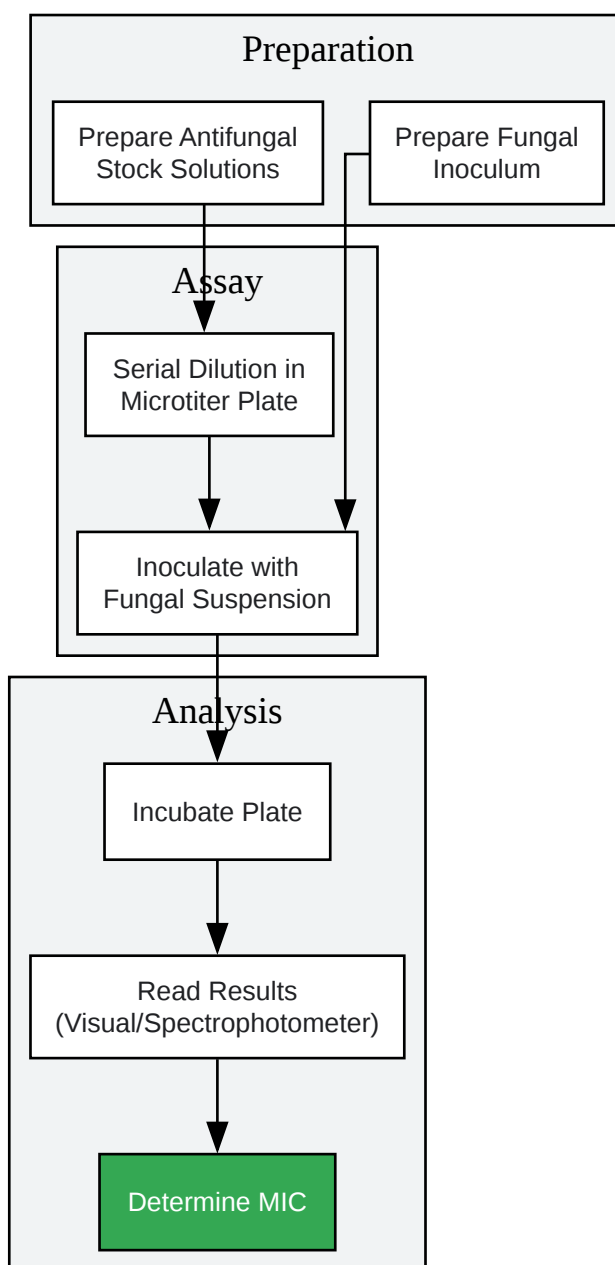 Preparation
Prepare Antifungal
Stock Solutions
Prepare Fungal
Inoculum
Assay
Serial Dilution in
Microtiter Plate
Inoculate with
Fungal Suspension
Analysis
Incubate Plate
Read Results
(Visual/Spectrophotometer)
Determine MIC